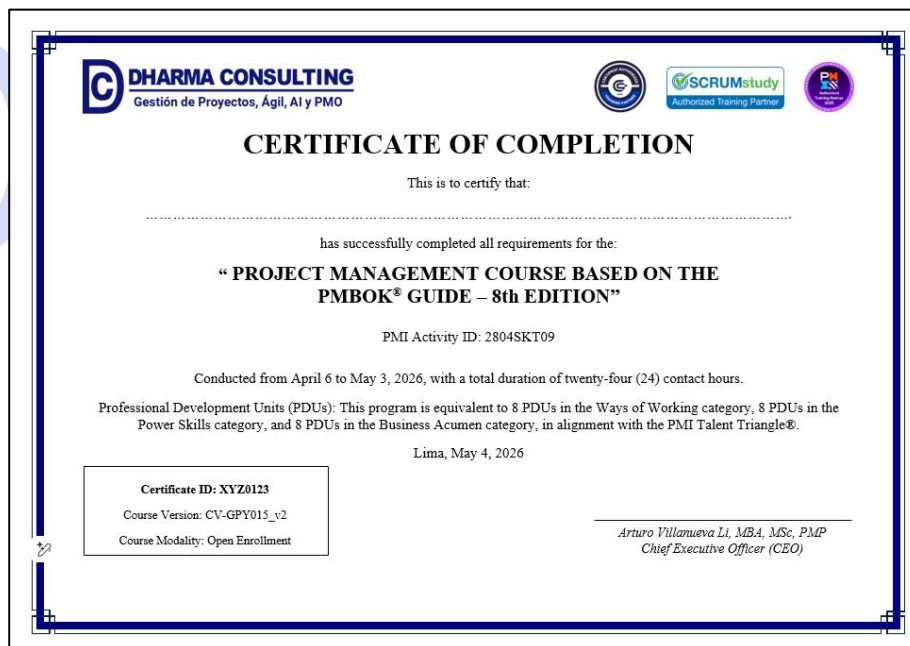 DHARMA CONSULTING
Gestión de Proyectos, Ágil, AI y PMO
SCRUMstudy
Authorized Training Partner
Authorized
Training Partner
2026
CERTIFICATE OF COMPLETION
This is to certify that:
has successfully completed all requirements for the:
“ PROJECT MANAGEMENT COURSE BASED ON THE
PMBOK® GUIDE – 8th EDITION”
PMI Activity ID: 2804SKT09
Conducted from April 6 to May 3, 2026, with a total duration of twenty-four (24) contact hours.
Professional Development Units (PDUs): This program is equivalent to 8 PDUs in the Ways of Working category, 8 PDUs in the
Power Skills category, and 8 PDUs in the Business Acumen category, in alignment with the PMI Talent Triangle®.
Lima, May 4, 2026
Certificate ID: XYZ0123
Course Version: CV-GPY015_v2
Course Modality: Open Enrollment
Arturo Villanueva Li, MBA, MSc, PMP
Chief Executive Officer (CEO)